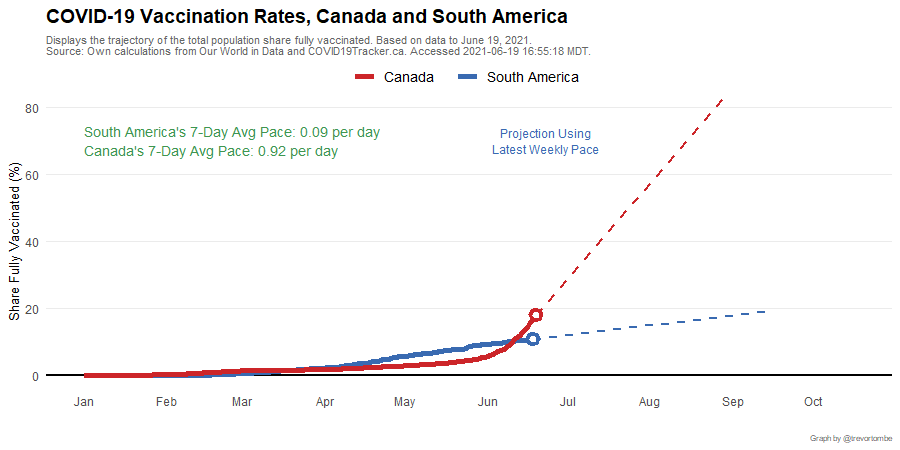 COVID-19 Vaccination Rates, Canada and South America
Displays the trajectory of the total population share fully vaccinated. Based on data to June 19, 2021.
Source: Own calculations from Our World in Data and COVID19Tracker.ca. Accessed 2021-06-19 16:55:18 MDT.
Canada South America
80
South America's 7-Day Avg Pace: 0.09 per day
Canada's 7-Day Avg Pace: 0.92 per day
Projection Using
Latest Weekly Pace
60
40
20
0
Share Fully Vaccinated (%)
Jan Feb Mar Apr May Jun Jul Aug Sep Oct
Graph by @trevortombe